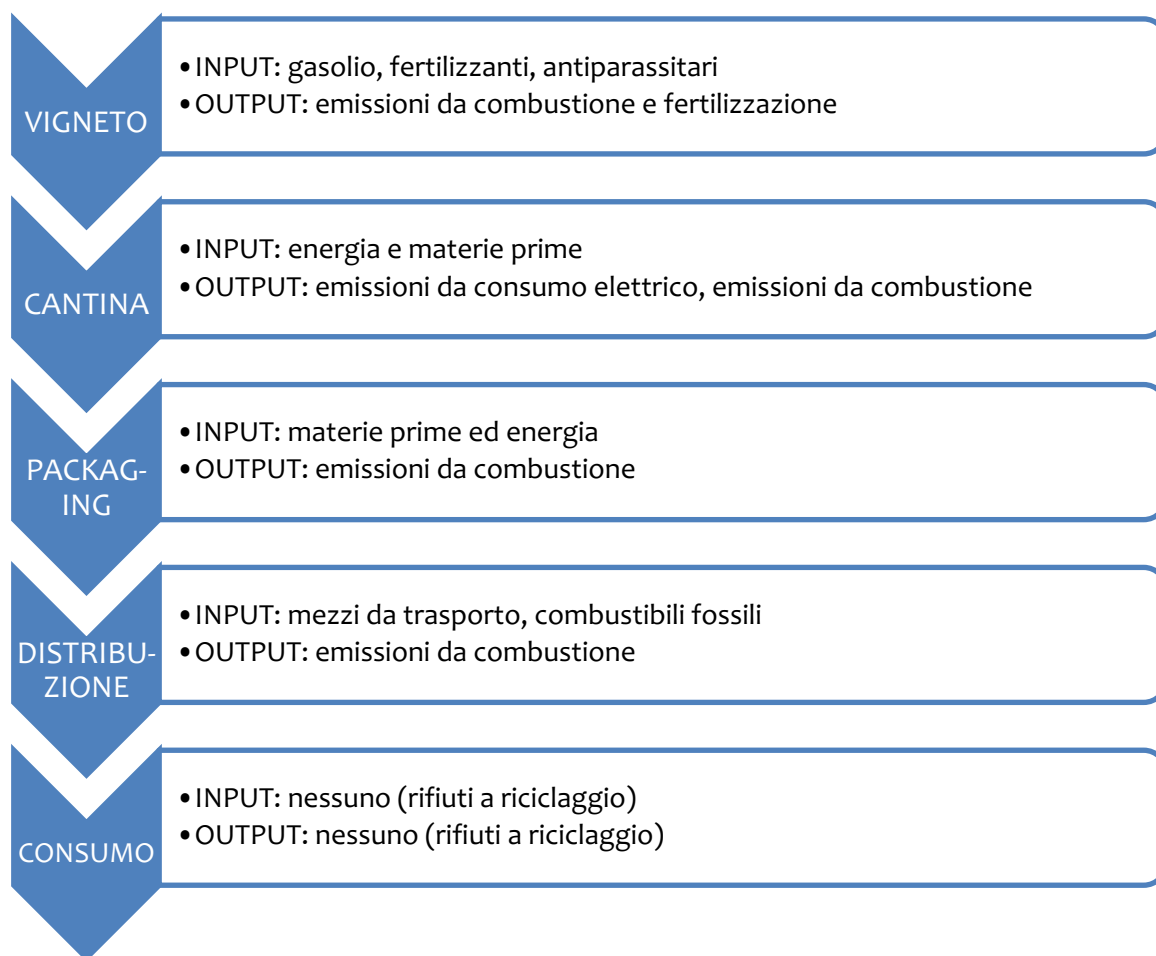 VIGNETO
•INPUT: gasolio, fertilizzanti, antiparassitari
•OUTPUT: emissioni da combustione e fertilizzazione
CANTINA
•INPUT: energia e materie prime
•OUTPUT: emissioni da consumo elettrico, emissioni da combustione
PACKAG-
ING
•INPUT: materie prime ed energia
•OUTPUT: emissioni da combustione
DISTRIBU-
ZIONE
•INPUT: mezzi da trasporto, combustibili fossili
•OUTPUT: emissioni da combustione
CONSUMO
•INPUT: nessuno (rifiuti a riciclaggio)
•OUTPUT: nessuno (rifiuti a riciclaggio)